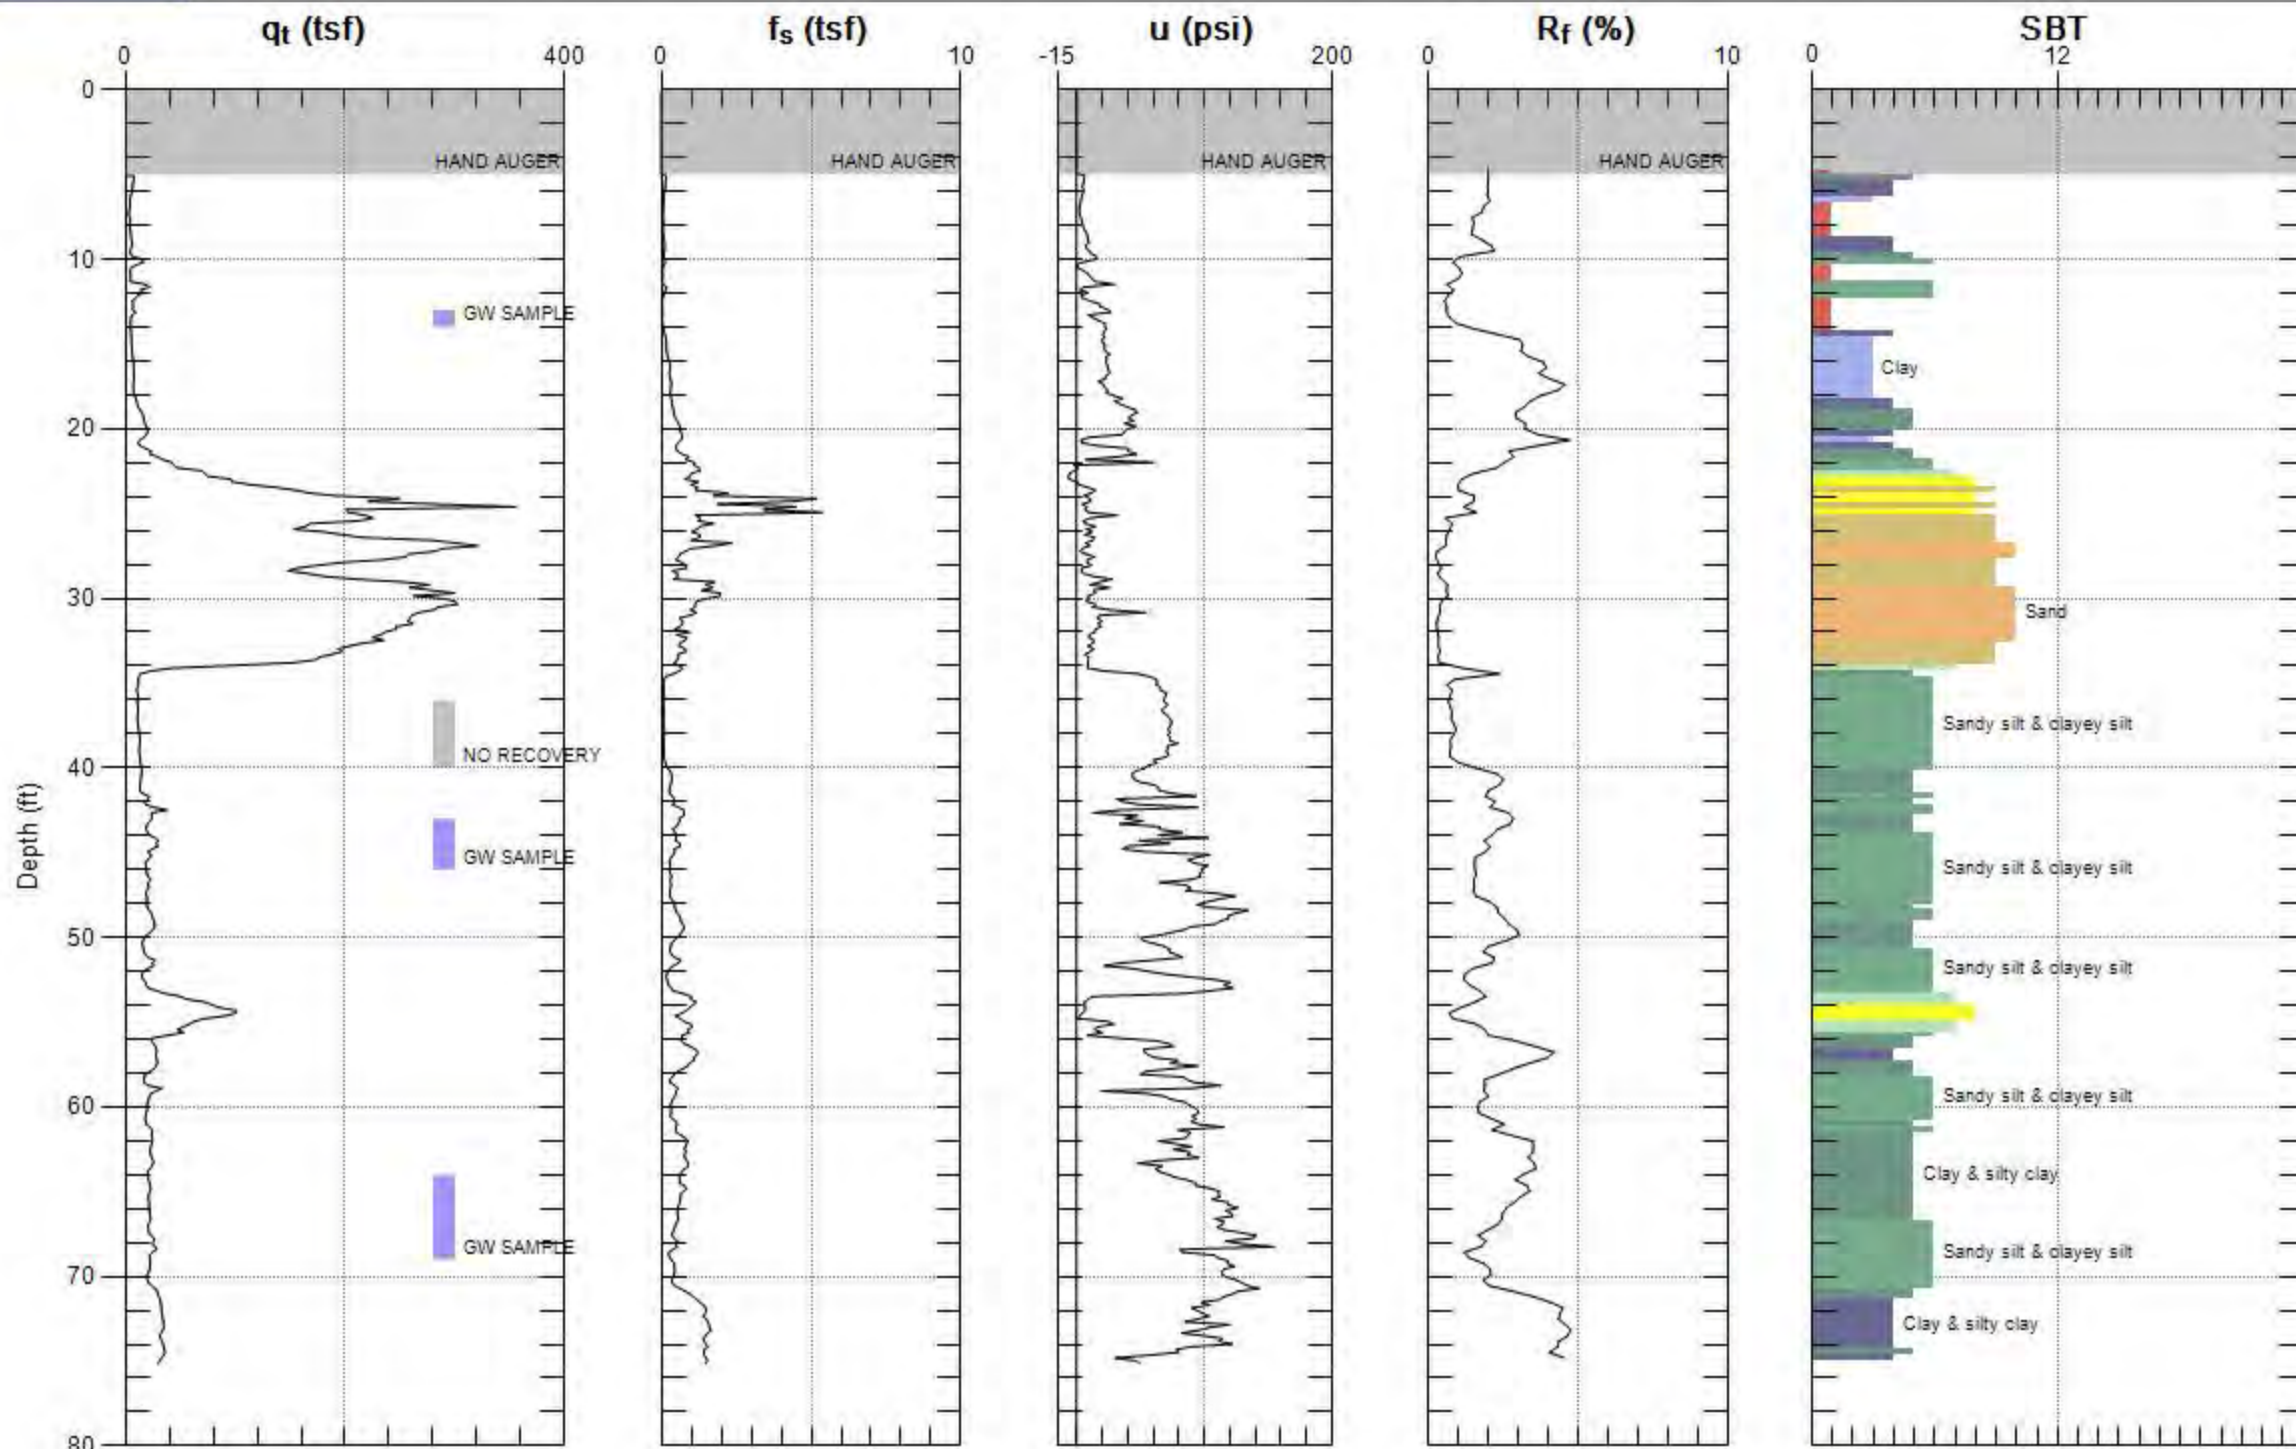 qt (tsf)
fs (tsf)
u (psi)
Rf (%)
SBT
0 400
0 10
-15 200
0 10
0 12
0
HAND AUGER
HAND AUGER
HAND AUGER
HAND AUGER
10
GW SAMPLE
Clay
20
30
Sand
Sandy silt & clayey silt
NO RECOVERY
40
Depth (ft)
GW SAMPLE
Sandy silt & clayey silt
50
Sandy silt & clayey silt
Sandy silt & clayey silt
60
Clay & silty clay
GW SAMPLE
Sandy silt & clayey silt
70
Clay & silty clay
80